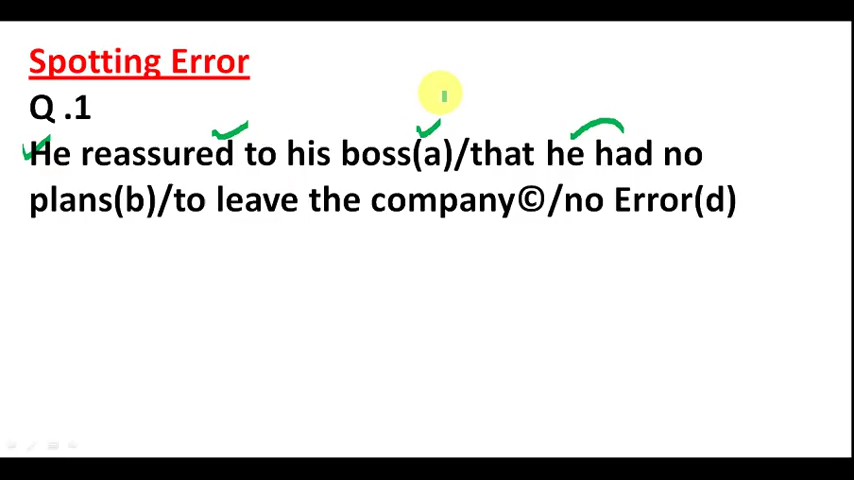 Spotting Error
Q .1
He reassured to his boss(a)/that he had no
plans(b)/to leave the company©/no Error(d)